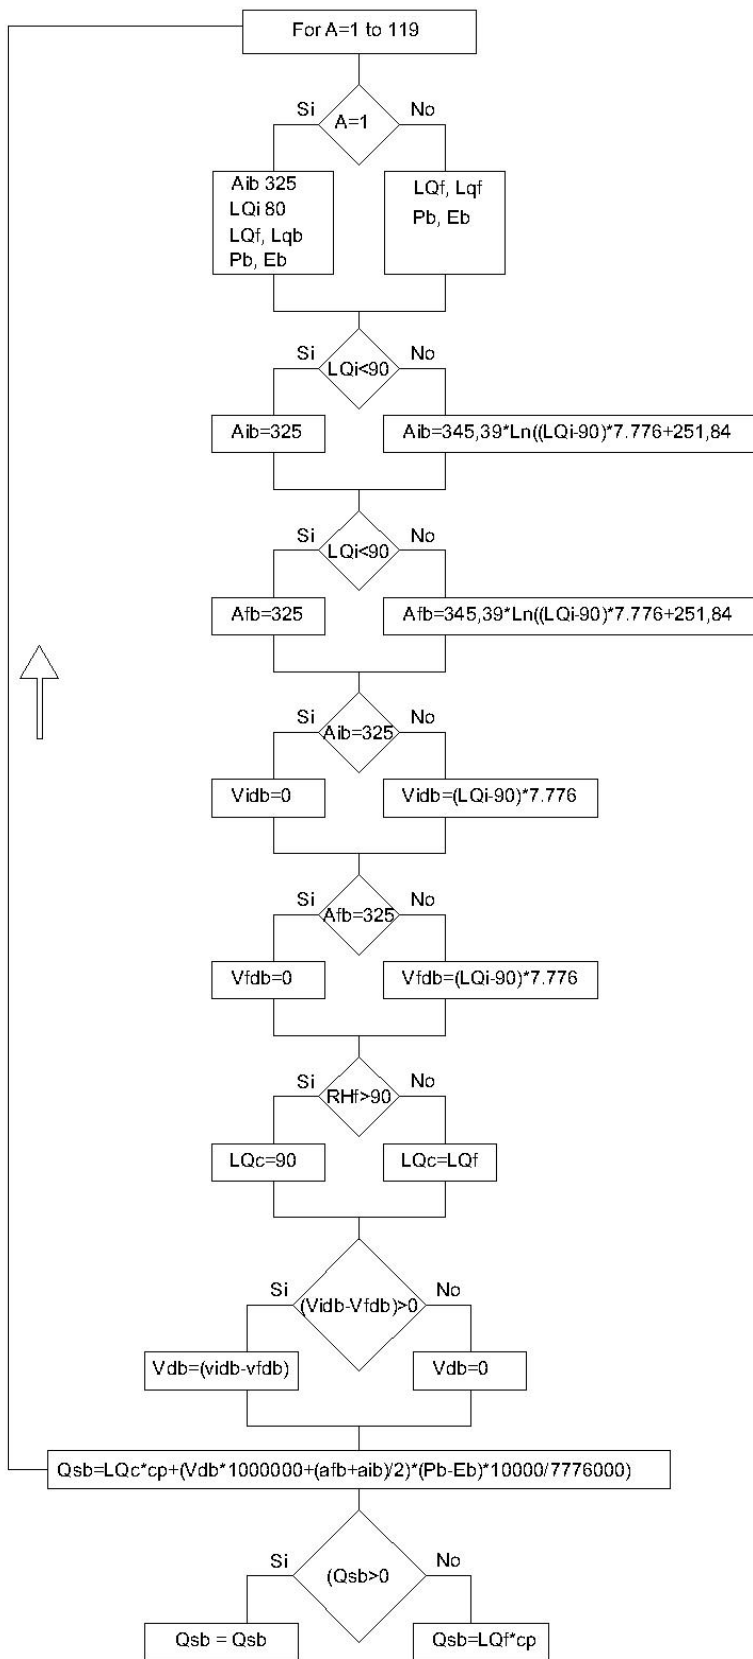 For A=1 to 119
Si
No
A=1
Aib 325
LQi 80
LQf, Lqb
Pb, Eb
LQf, Lqf
Pb, Eb
Si
No
LQi<90
Aib=325
Aib=345,39*Ln((LQi-90)*7.776+251,84
Si
No
LQi<90
Afb=325
Afb=345,39*Ln((LQi-90)*7.776+251,84
Si
No
Aib=325
Vidb=0
Vidb=(LQi-90)*7.776
Si
No
Afb=325
Vfdb=0
Vfdb=(LQi-90)*7.776
Si
No
RHf>90
LQc=90
LQc=LQf
Si
No
(Vidb-Vfdb)>0
Vdb=(vidb-vfdb)
Vdb=0
Qsb=LQc*cp+(Vdb*1000000+(afb+aib)/2)*(Pb-Eb)*10000/7776000)
Si
No
(Qsb>0
Qsb = Qsb
Qsb=LQf*cp